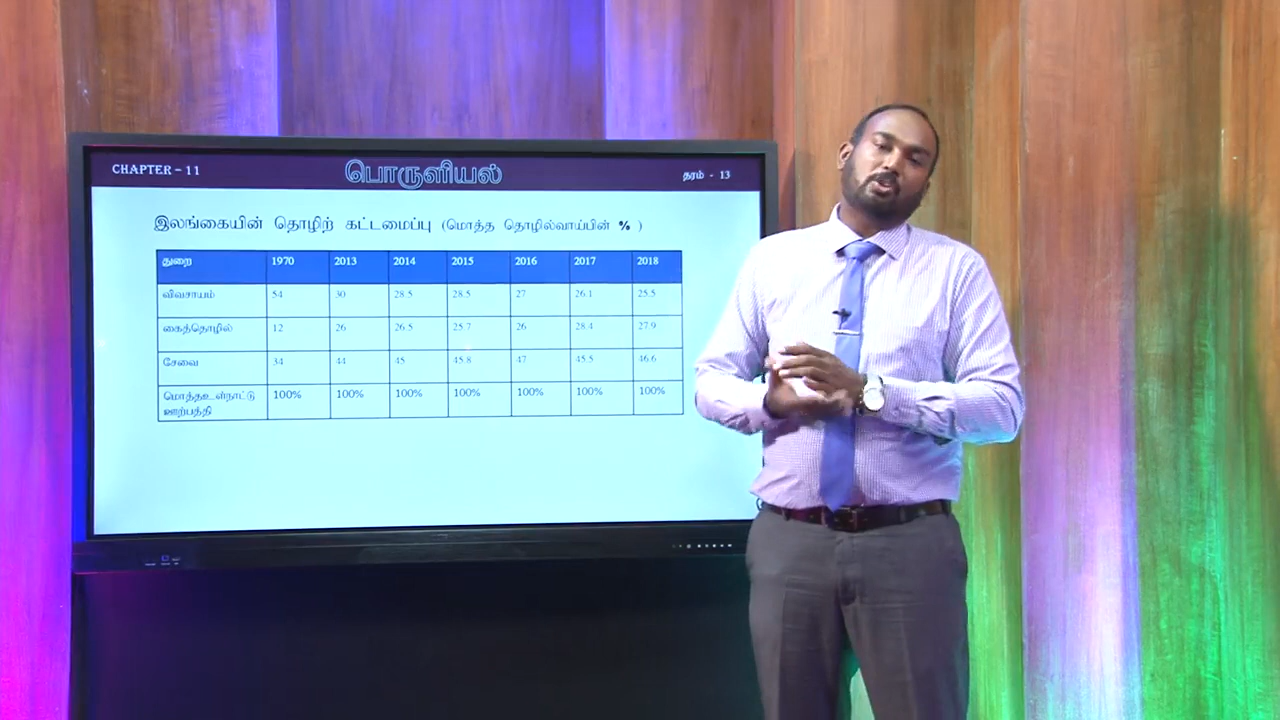 CHAPTER - 11 பொருளியல் தரம் - 13
இலங்கையின் தொழிற் கட்டமைப்பு (மொத்த தொழில்வாய்பின் % )
துறை 1970 2013 2014 2015 2016 2017 2018
விவசாயம் 54 30 28.5 28.5 27 26.1 25.5
கைத்தொழில் 12 26 26.5 25.7 26 28.4 27.9
சேவை 34 44 45 45.8 47 45.5 46.6
மொத்தஉள்நாட்டு 100% 100% 100% 100% 100% 100% 100%
ஊற்பத்தி